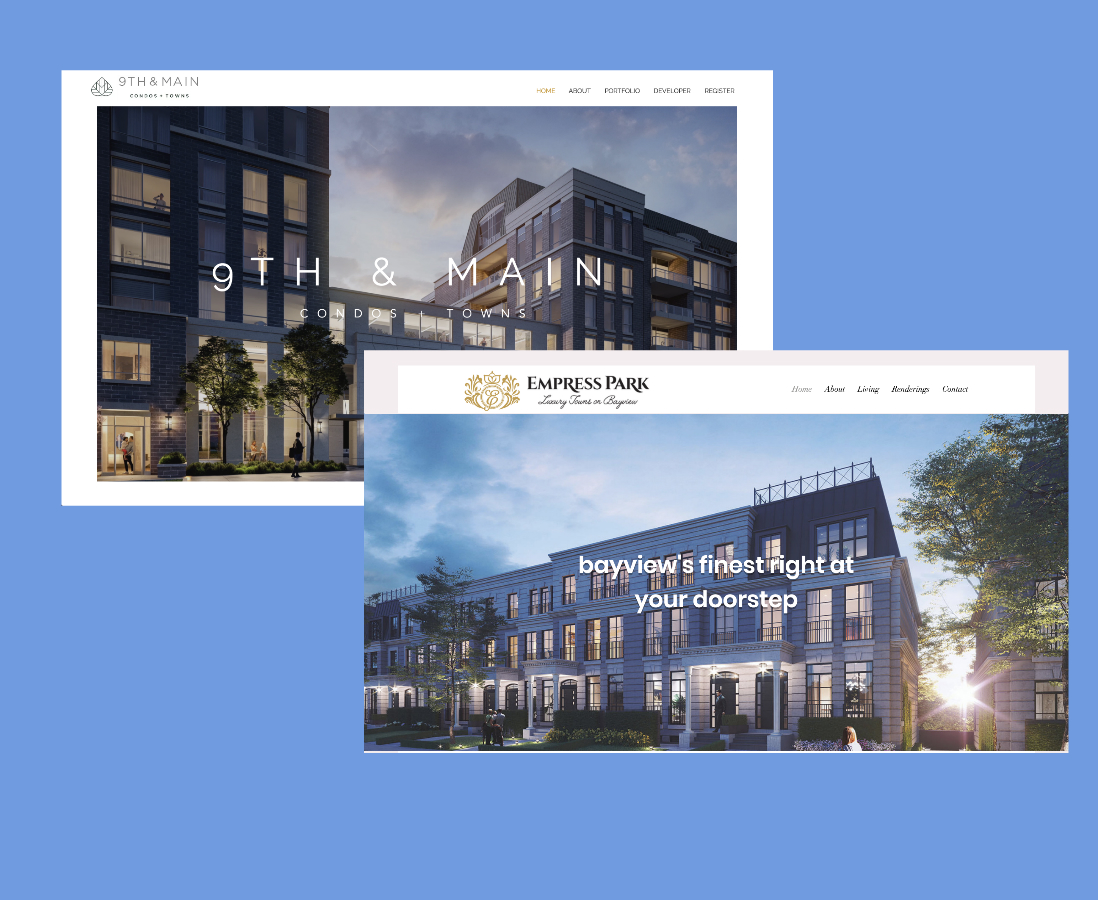 9TH & MAIN
CONDOS + TOWNS
HOME ABOUT PORTFOLIO DEVELOPER REGISTER
9TH & MAIN
CONDOS + TOWNS
EMPRESS PARK
Luxury Towns on Bayview
Home About Living Renderings Contact
bayview's finest right at
your doorstep